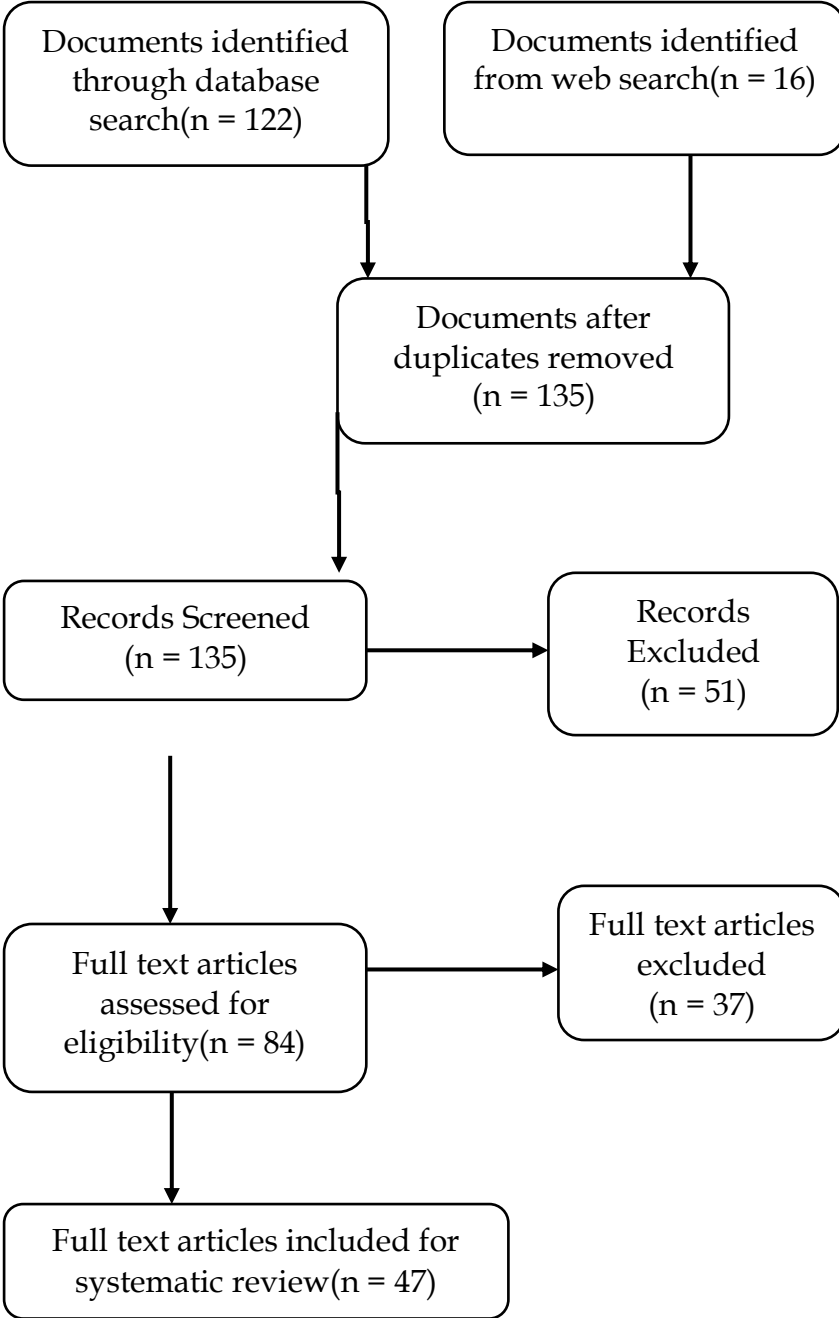 Documents identified
through database
search(n = 122)
Documents identified
from web search(n = 16)
Documents after
duplicates removed
(n = 135)
Records Screened
(n = 135)
Records
Excluded
(n = 51)
Full text articles
assessed for
eligibility(n = 84)
Full text articles
excluded
(n = 37)
Full text articles included for
systematic review(n = 47)